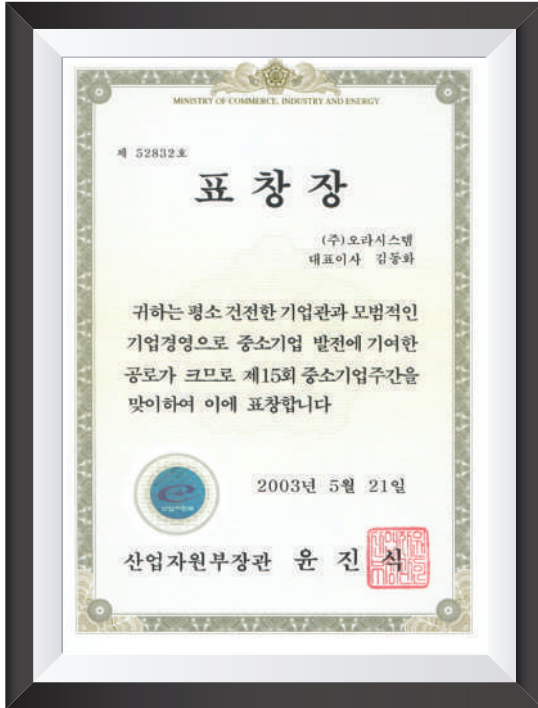 MINISTRY OF COMMERCE, INDUSTRY AND ENERGY
제 52832호
표창장
(주)오라시스템
대표이사 김동화
귀하는 평소 건전한 기업관과 모범적인
기업경영으로 중소기업 발전에 기여한
공로가 크므로 제15회 중소기업주간을
맞이하여 이에 표창합니다
산업자원부
2003년 5월 21일
산업자원부장관 윤진식